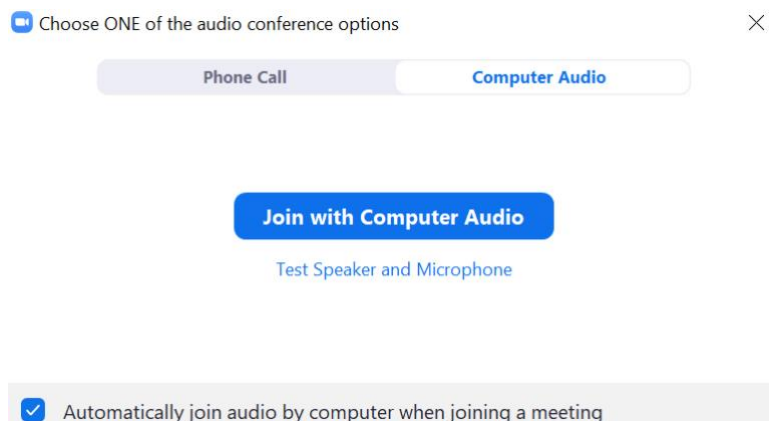 Choose ONE of the audio conference options
Phone Call
Computer Audio
Join with Computer Audio
Test Speaker and Microphone
Automatically join audio by computer when joining a meeting